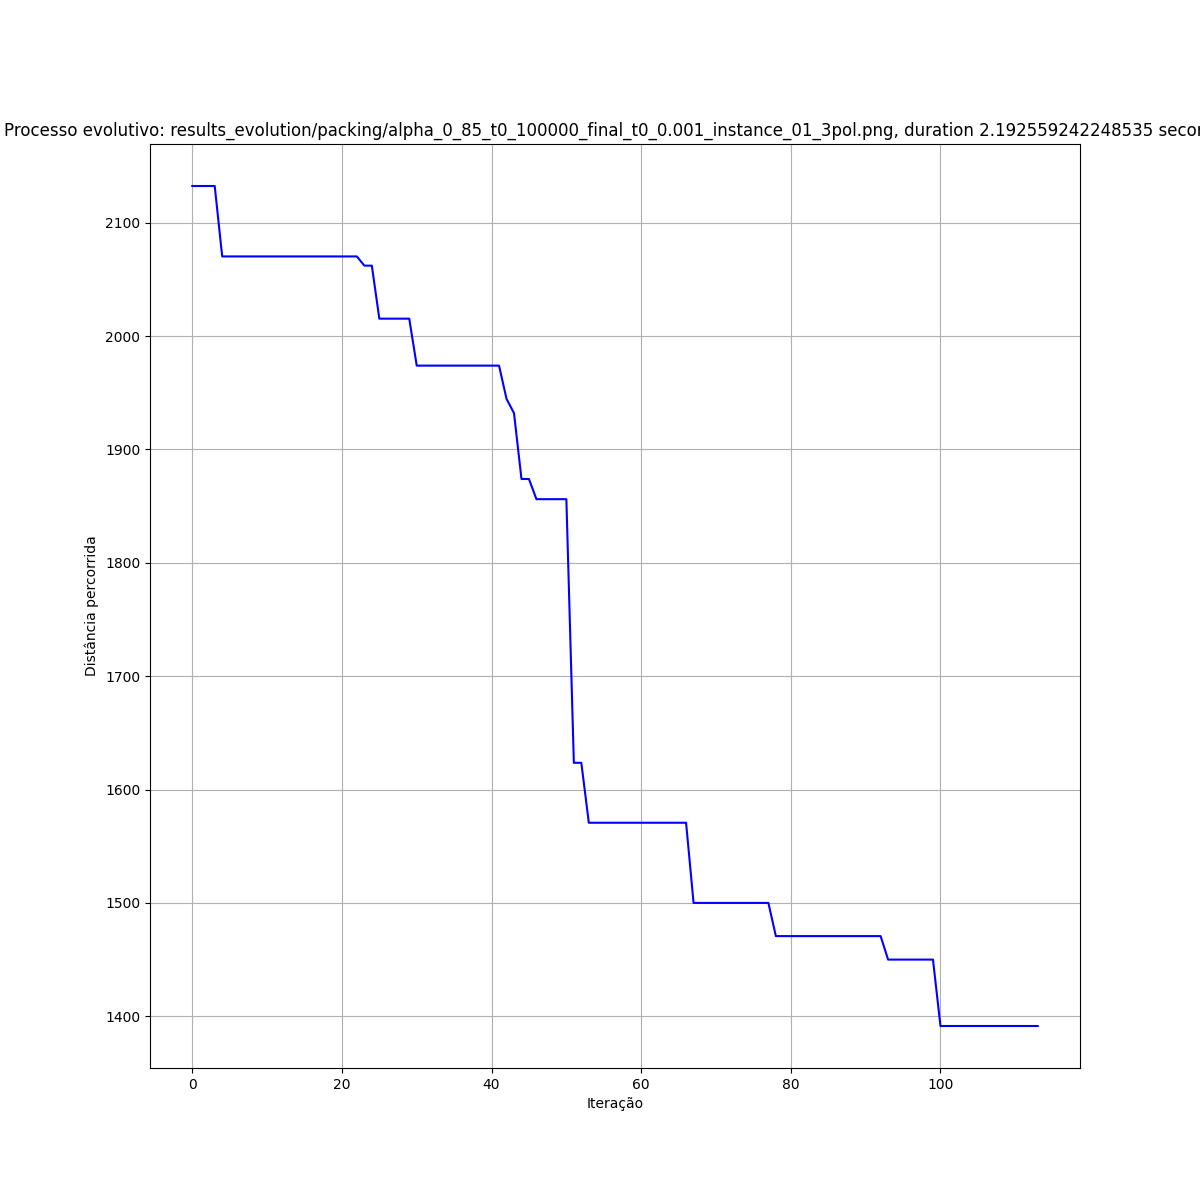 Processo evolutivo: results_evolution/packing/alpha_0_85_t0_100000_final_t0_0.001_instance_01_3pol.png, duration 2.192559242248535
2100
2000
1900
1800
1700
1600
1500
1400
Distância percorrida
0 20 40 60 80 100
Iteração